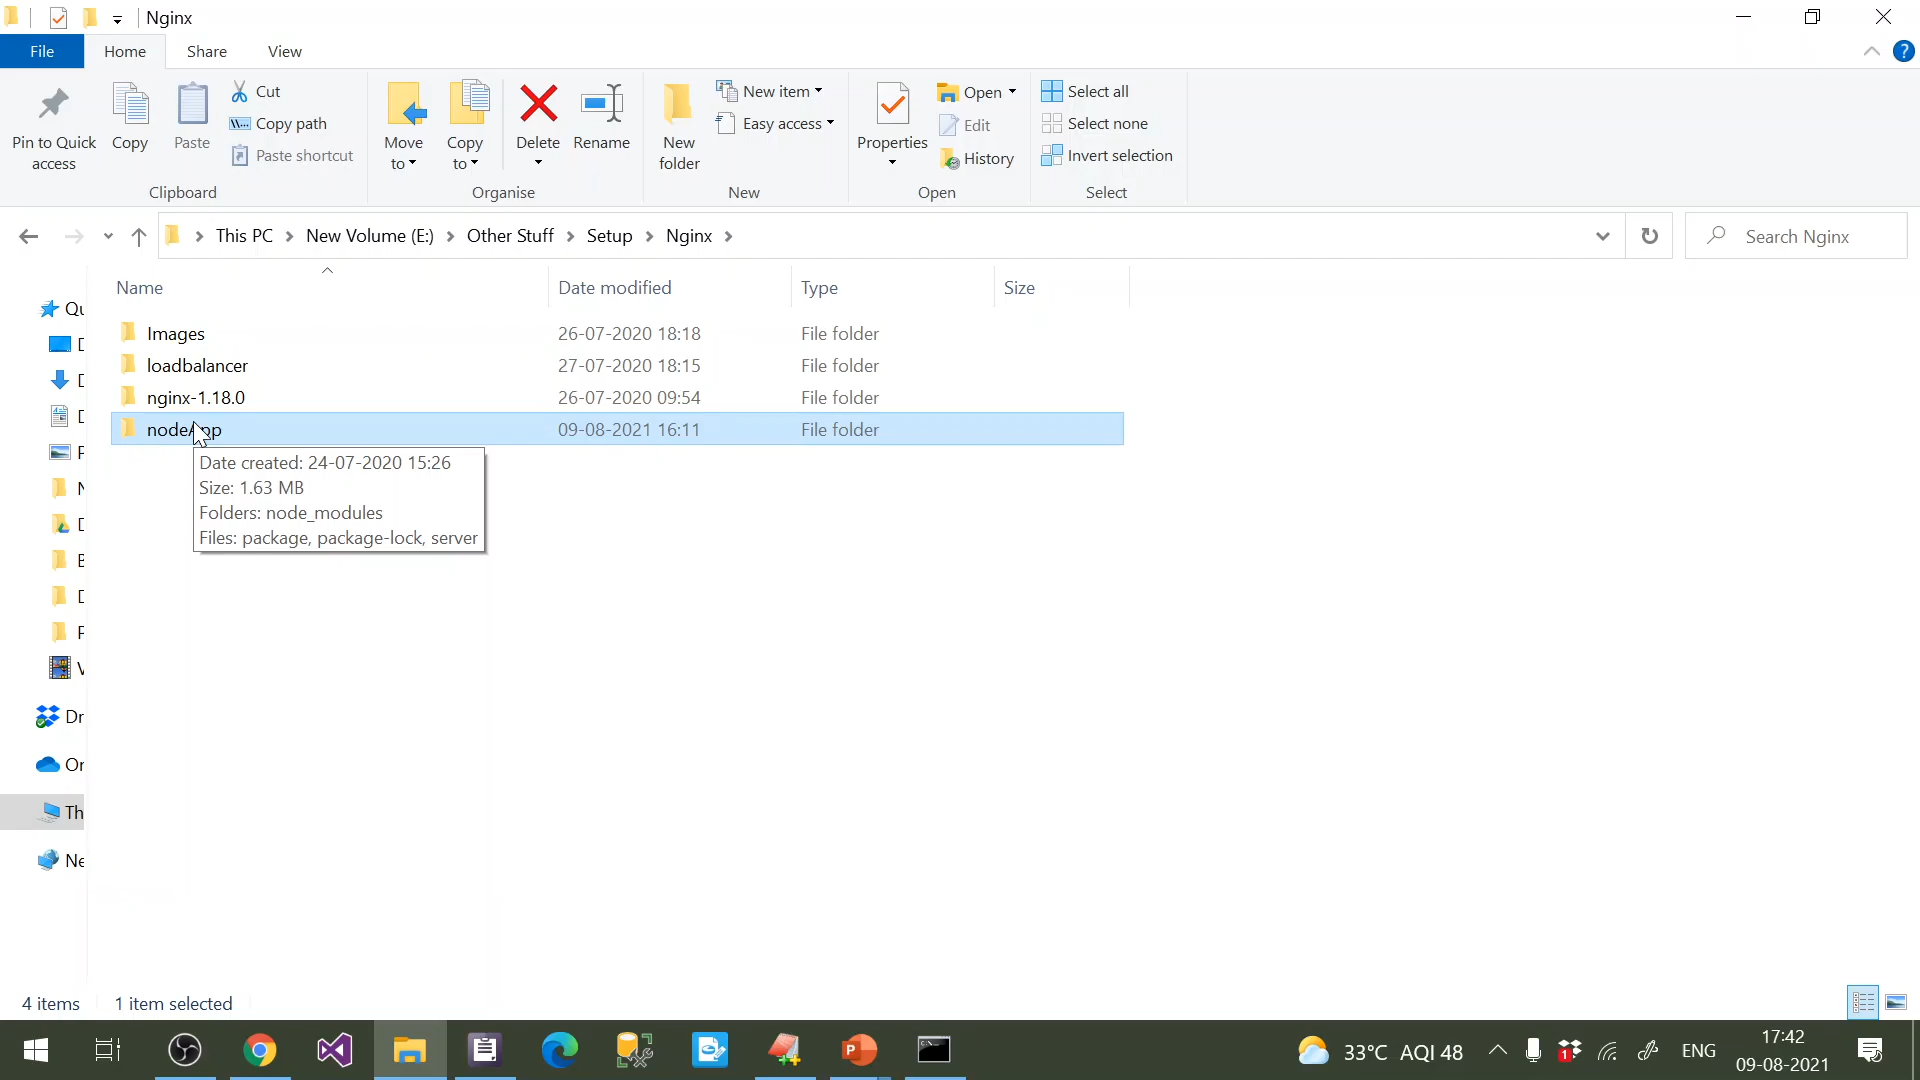 Nginx
File Home Share View
Pin to Quick access
Copy
Paste
Cut
Copy path
Paste shortcut
Clipboard
Move to
Copy to
Delete
Rename
Organise
New folder
New item
Easy access
New
Properties
Open
Edit
History
Open
Select all
Select none
Invert selection
Select
This PC New Volume (E:) Other Stuff Setup Nginx
Search Nginx
Name Date modified Type Size
Images 26-07-2020 18:18 File folder
loadbalancer 27-07-2020 18:15 File folder
nginx-1.18.0 26-07-2020 09:54 File folder
nodeApp 09-08-2021 16:11 File folder
Date created: 24-07-2020 15:26
Size: 1.63 MB
Folders: node_modules
Files: package, package-lock, server
Qu
Dr
Or
Th
Ne
4 items 1 item selected
33°C AQI 48
ENG
17:42
09-08-2021